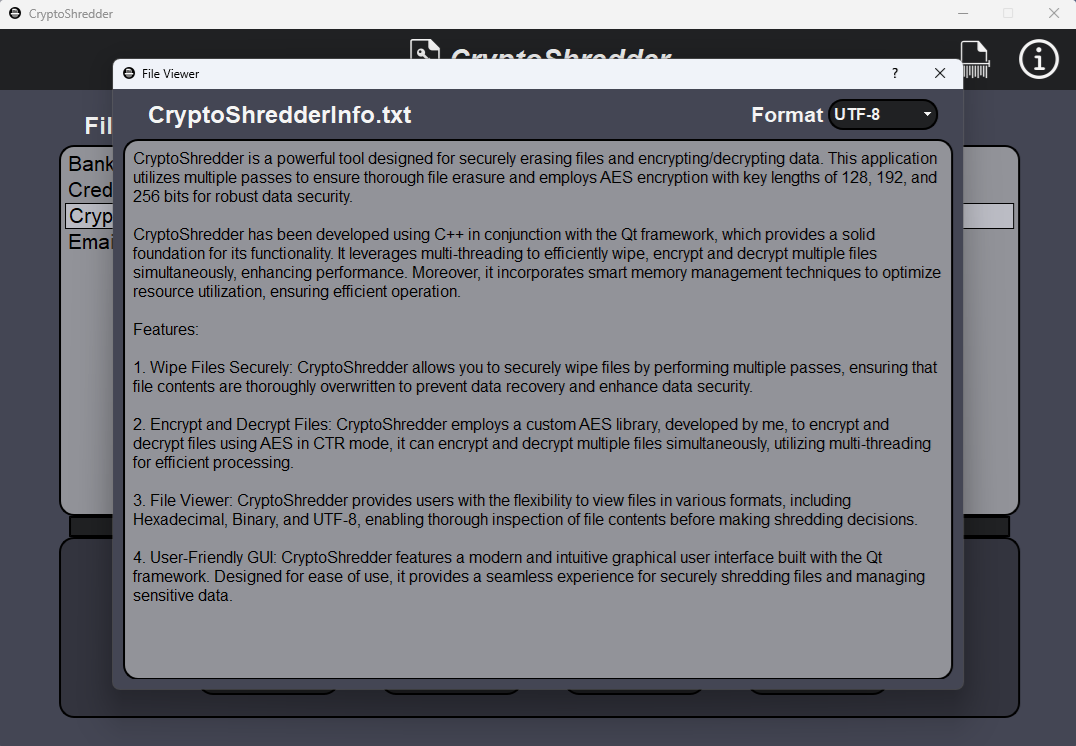 CryptoShredder
CryptoShredder
File Viewer
?
CryptoShredderInfo.txt
Format UTF-8
Fil
Bank
Cred
Cryp
Emai
CryptoShredder is a powerful tool designed for securely erasing files and encrypting/decrypting data. This application
utilizes multiple passes to ensure thorough file erasure and employs AES encryption with key lengths of 128, 192, and
256 bits for robust data security.
CryptoShredder has been developed using C++ in conjunction with the Qt framework, which provides a solid
foundation for its functionality. It leverages multi-threading to efficiently wipe, encrypt and decrypt multiple files
simultaneously, enhancing performance. Moreover, it incorporates smart memory management techniques to optimize
resource utilization, ensuring efficient operation.
Features:
1. Wipe Files Securely: CryptoShredder allows you to securely wipe files by performing multiple passes, ensuring that
file contents are thoroughly overwritten to prevent data recovery and enhance data security.
2. Encrypt and Decrypt Files: CryptoShredder employs a custom AES library, developed by me, to encrypt and
decrypt files using AES in CTR mode, it can encrypt and decrypt multiple files simultaneously, utilizing multi-threading
for efficient processing.
3. File Viewer: CryptoShredder provides users with the flexibility to view files in various formats, including
Hexadecimal, Binary, and UTF-8, enabling thorough inspection of file contents before making shredding decisions.
4. User-Friendly GUI: CryptoShredder features a modern and intuitive graphical user interface built with the Qt
framework. Designed for ease of use, it provides a seamless experience for securely shredding files and managing
sensitive data.